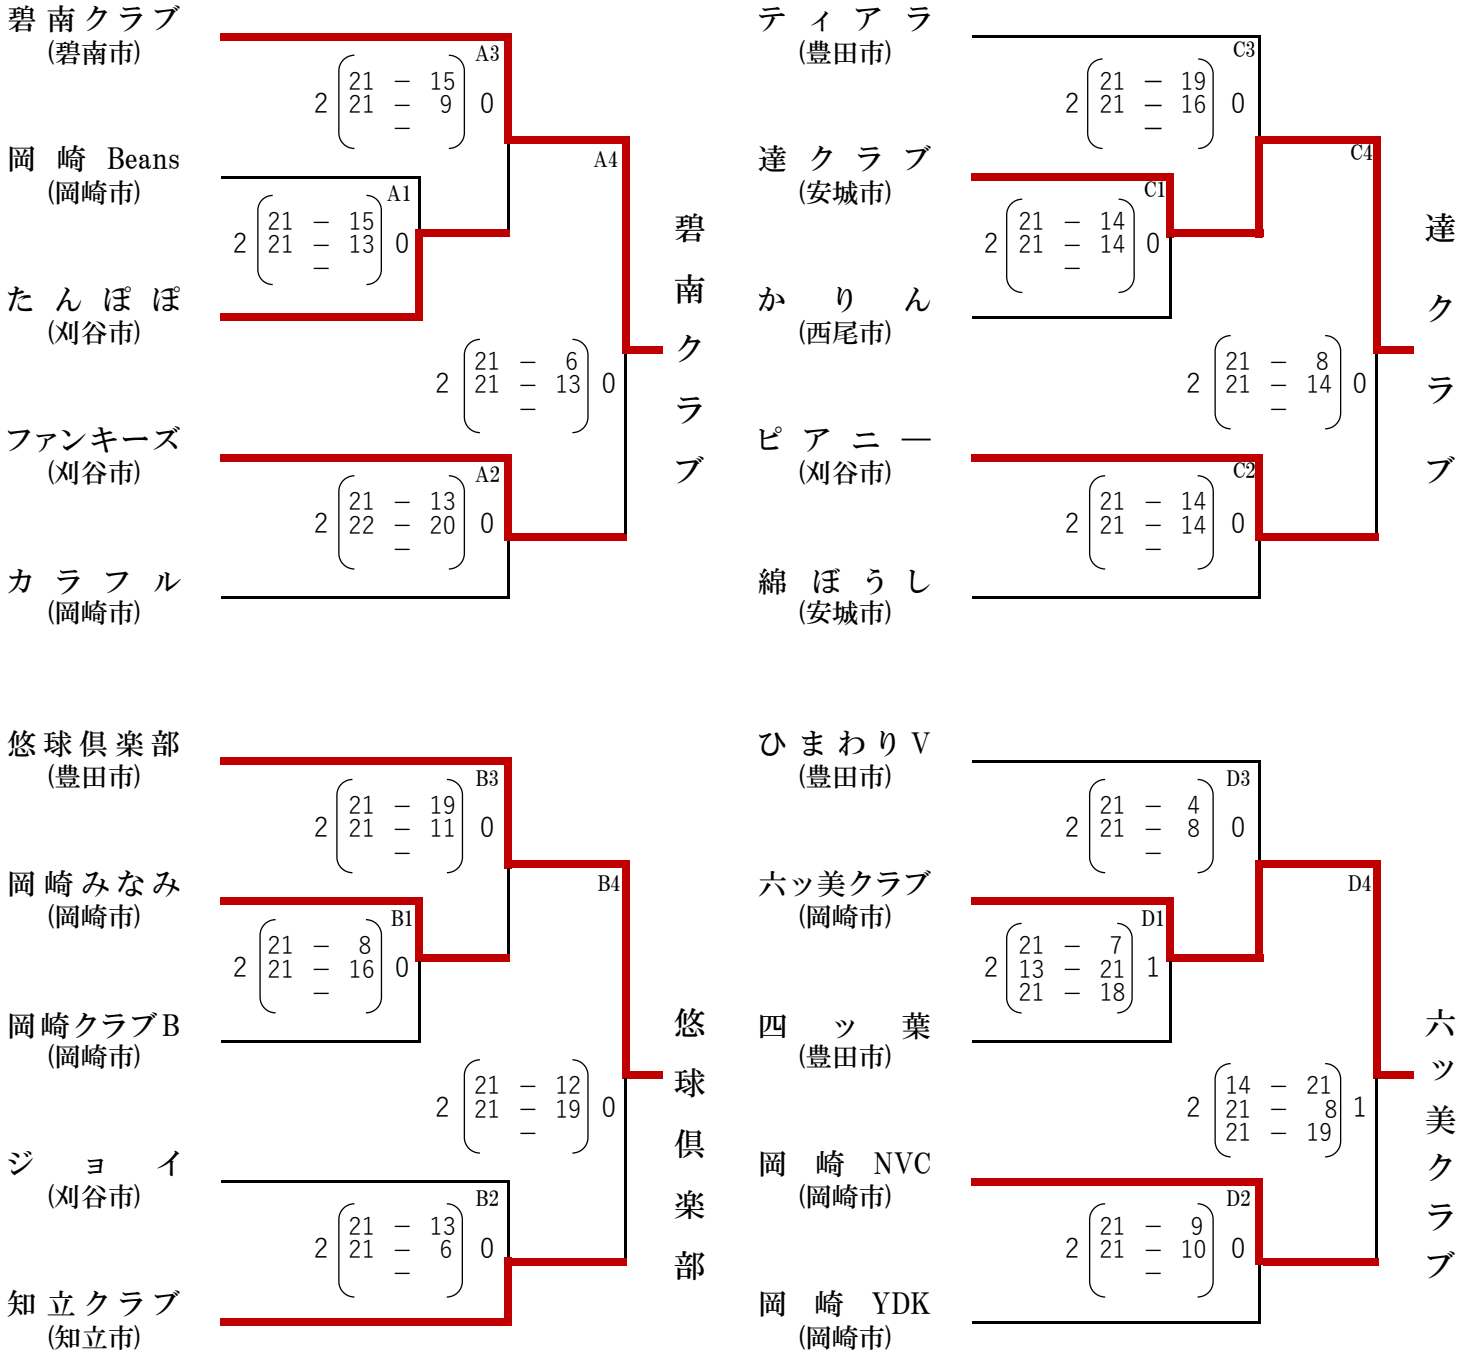 碧南クラブ
(碧南市)
A3
21 － 15
2 21 － 9 0
－
岡崎 Beans
(岡崎市)
A4
A1
21 － 15
2 21 － 13 0
－
たんぽぽ
(刈谷市)
21 － 6
2 21 － 13 0
－
ファンキーズ
(刈谷市)
A2
21 － 13
2 22 － 20 0
－
カラフル
(岡崎市)
碧南クラブ
ティアラ
(豊田市)
C3
21 － 19
2 21 － 16 0
－
達クラブ
(安城市)
C4
C1
21 － 14
2 21 － 14 0
－
かりん
(西尾市)
21 － 8
2 21 － 14 0
－
ピアニー
(刈谷市)
C2
21 － 14
2 21 － 14 0
－
綿ぼうし
(安城市)
達クラブ
悠球倶楽部
(豊田市)
B3
21 － 19
2 21 － 11 0
－
岡崎みなみ
(岡崎市)
B4
B1
21 － 8
2 21 － 16 0
－
岡崎クラブB
(岡崎市)
21 － 12
2 21 － 19 0
－
ジョイ
(刈谷市)
B2
21 － 13
2 21 － 6 0
－
知立クラブ
(知立市)
悠球倶楽部
ひまわりV
(豊田市)
D3
21 － 4
2 21 － 8 0
－
六ッ美クラブ
(岡崎市)
D4
D1
21 － 7
2 13 － 21 1
21 － 18
四ッ葉
(豊田市)
14 － 21
2 21 － 8 1
21 － 19
岡崎 NVC
(岡崎市)
D2
21 － 9
2 21 － 10 0
－
岡崎 YDK
(岡崎市)
六ッ美クラブ